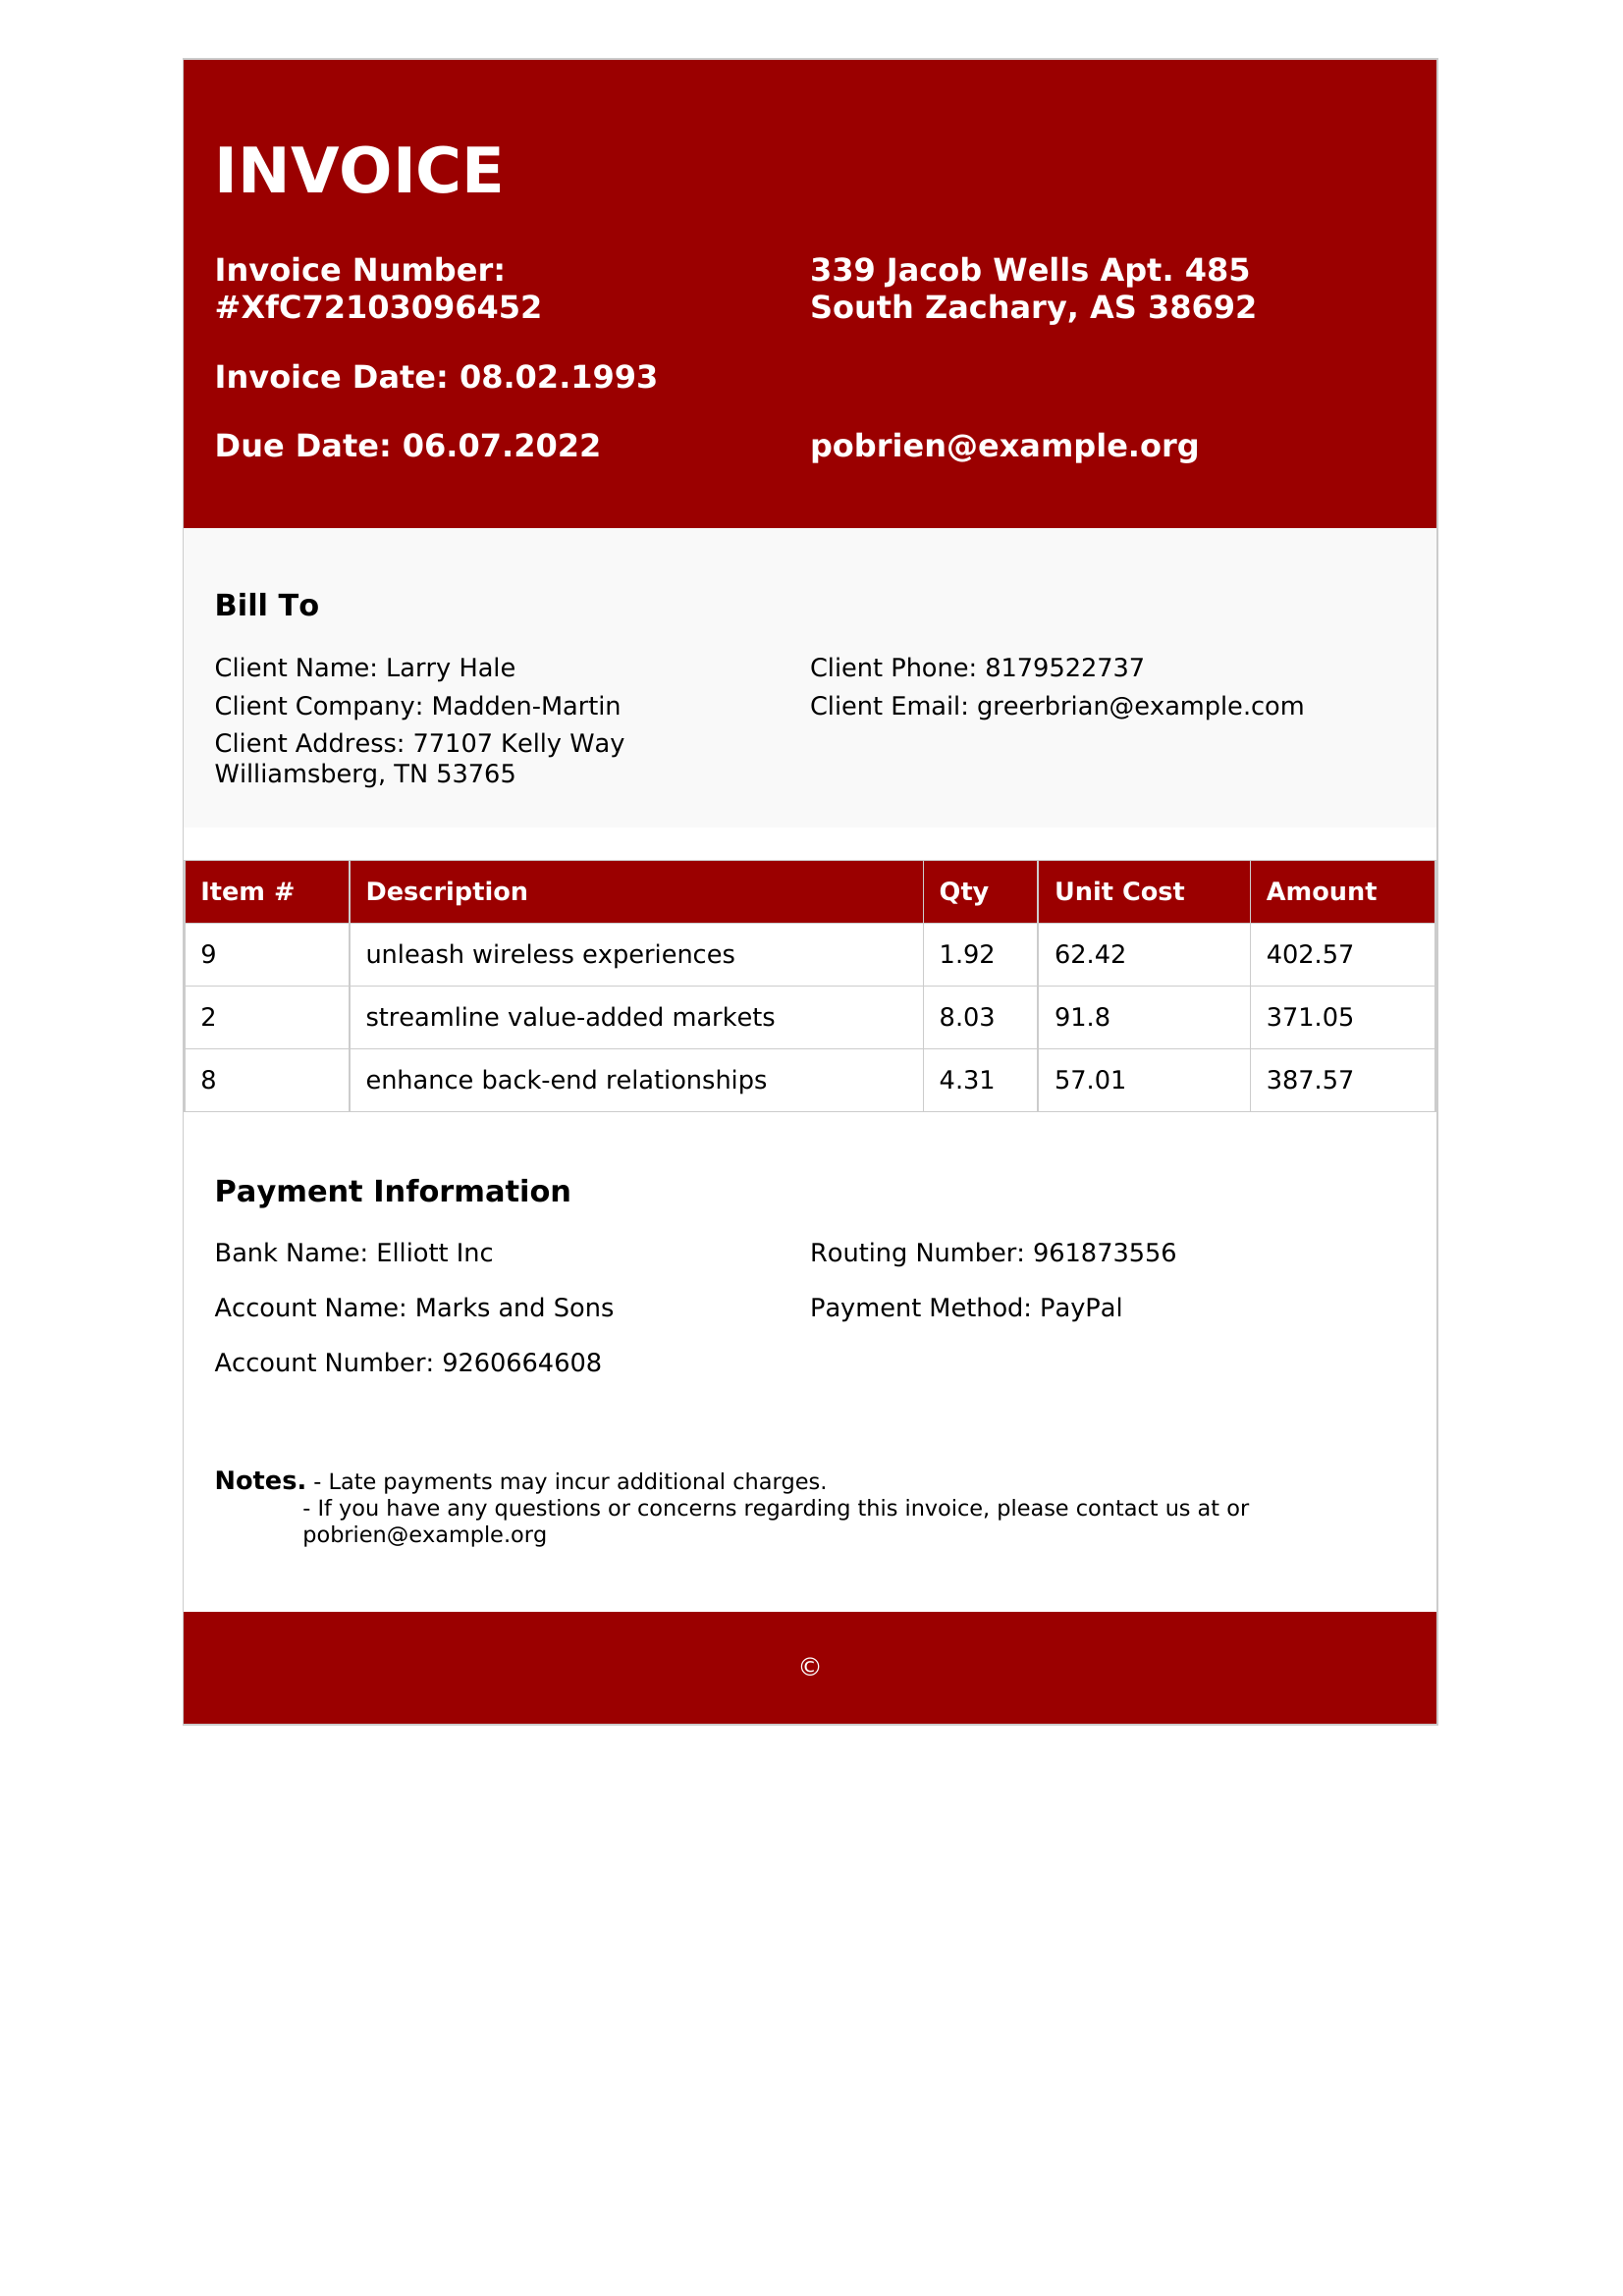 INVOICE
Invoice Number:
#XfC72103096452
339 Jacob Wells Apt. 485
South Zachary, AS 38692
Invoice Date: 08.02.1993
Due Date: 06.07.2022
pobrien@example.org
Bill To
Client Name: Larry Hale
Client Company: Madden-Martin
Client Address: 77107 Kelly Way
Williamsberg, TN 53765
Client Phone: 8179522737
Client Email: greerbrian@example.com
Item # Description Qty Unit Cost Amount
9 unleash wireless experiences 1.92 62.42 402.57
2 streamline value-added markets 8.03 91.8 371.05
8 enhance back-end relationships 4.31 57.01 387.57
Payment Information
Bank Name: Elliott Inc
Account Name: Marks and Sons
Account Number: 9260664608
Routing Number: 961873556
Payment Method: PayPal
Notes. - Late payments may incur additional charges.
- If you have any questions or concerns regarding this invoice, please contact us at or
pobrien@example.org
©